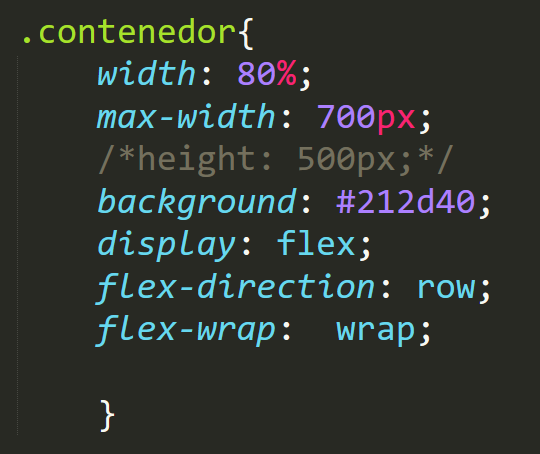 .contenedor{
width: 80%;
max-width: 700px;
/*height: 500px;*/
background: #212d40;
display: flex;
flex-direction: row;
flex-wrap:  wrap;
}